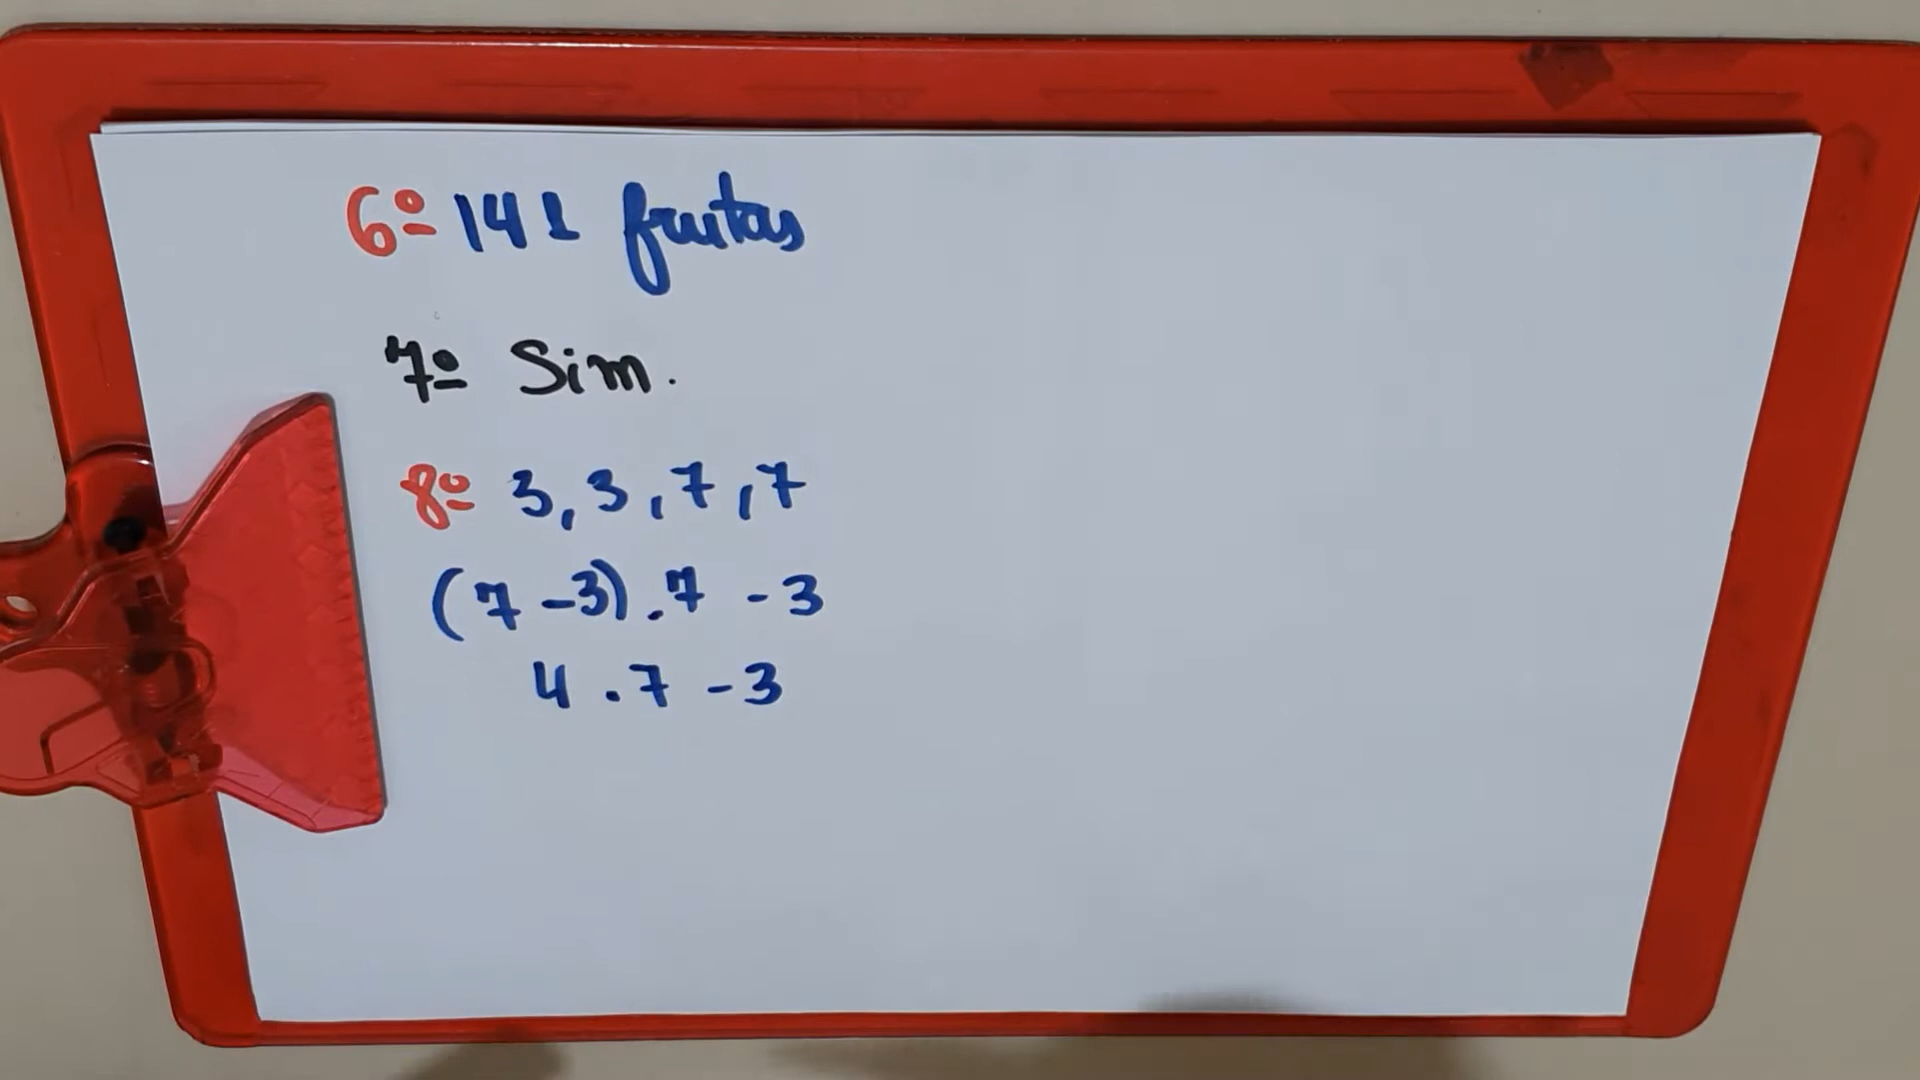 6º 141 frutas
7º Sim.
8º 3, 3, 7, 7
(7 - 3) . 7 - 3
4 . 7 - 3